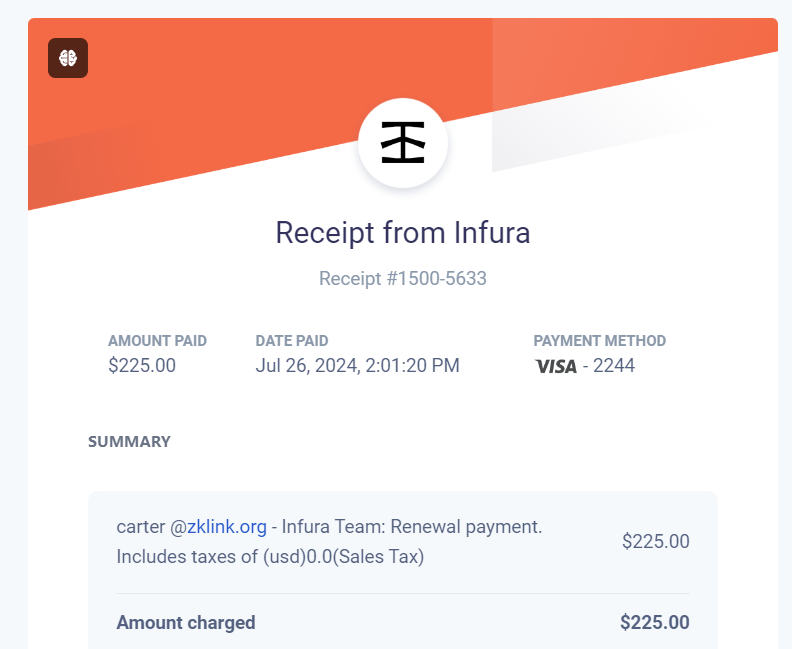 Receipt from Infura
Receipt #1500-5633
AMOUNT PAID DATE PAID PAYMENT METHOD
$225.00 Jul 26, 2024, 2:01:20 PM VISA - 2244
SUMMARY
carter @zklink.org - Infura Team: Renewal payment.
Includes taxes of (usd)0.0(Sales Tax) $225.00
Amount charged $225.00